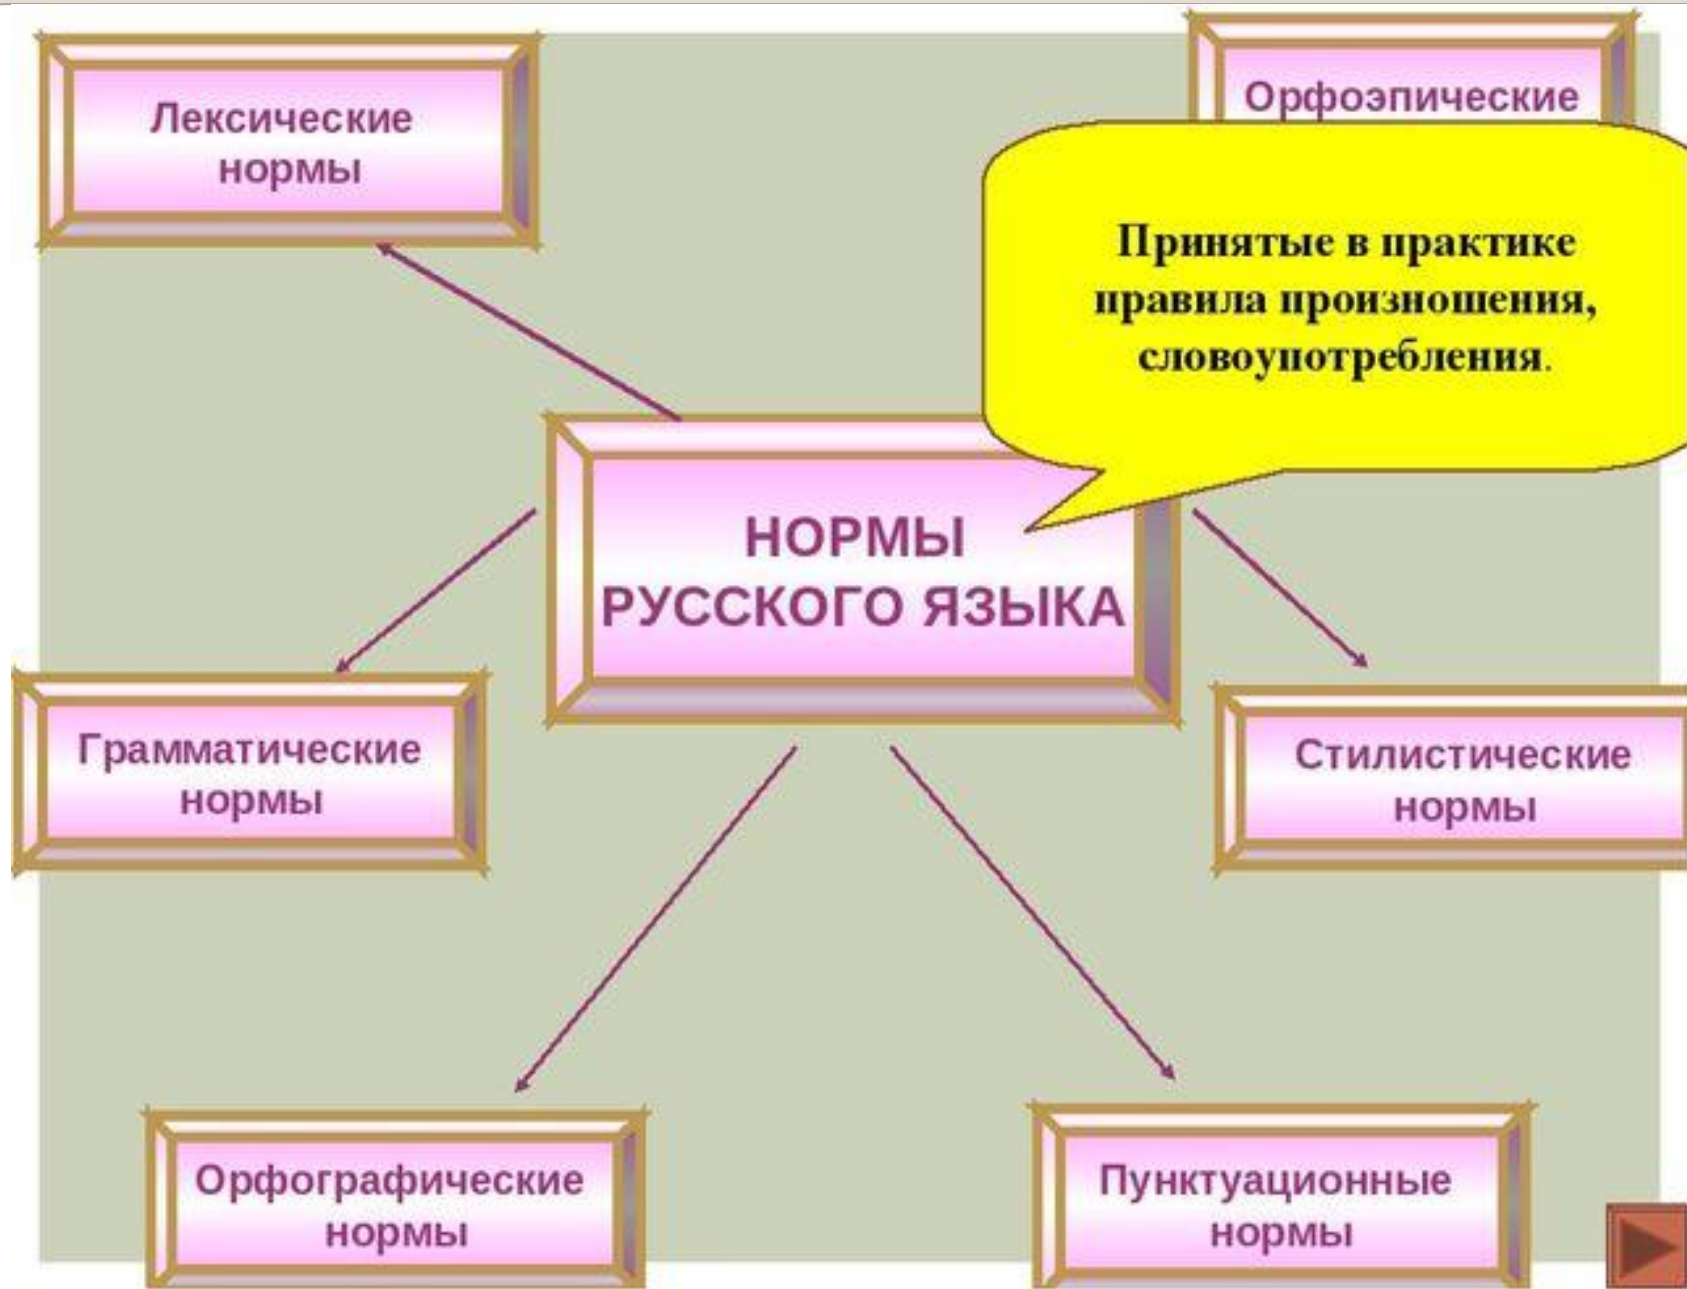 Лексические
нормы
Орфоэпические
Принятые в практике
правила произношения,
словоупотребления.
НОРМЫ
РУССКОГО ЯЗЫКА
Грамматические
нормы
Стилистические
нормы
Орфографические
нормы
Пунктуационные
нормы